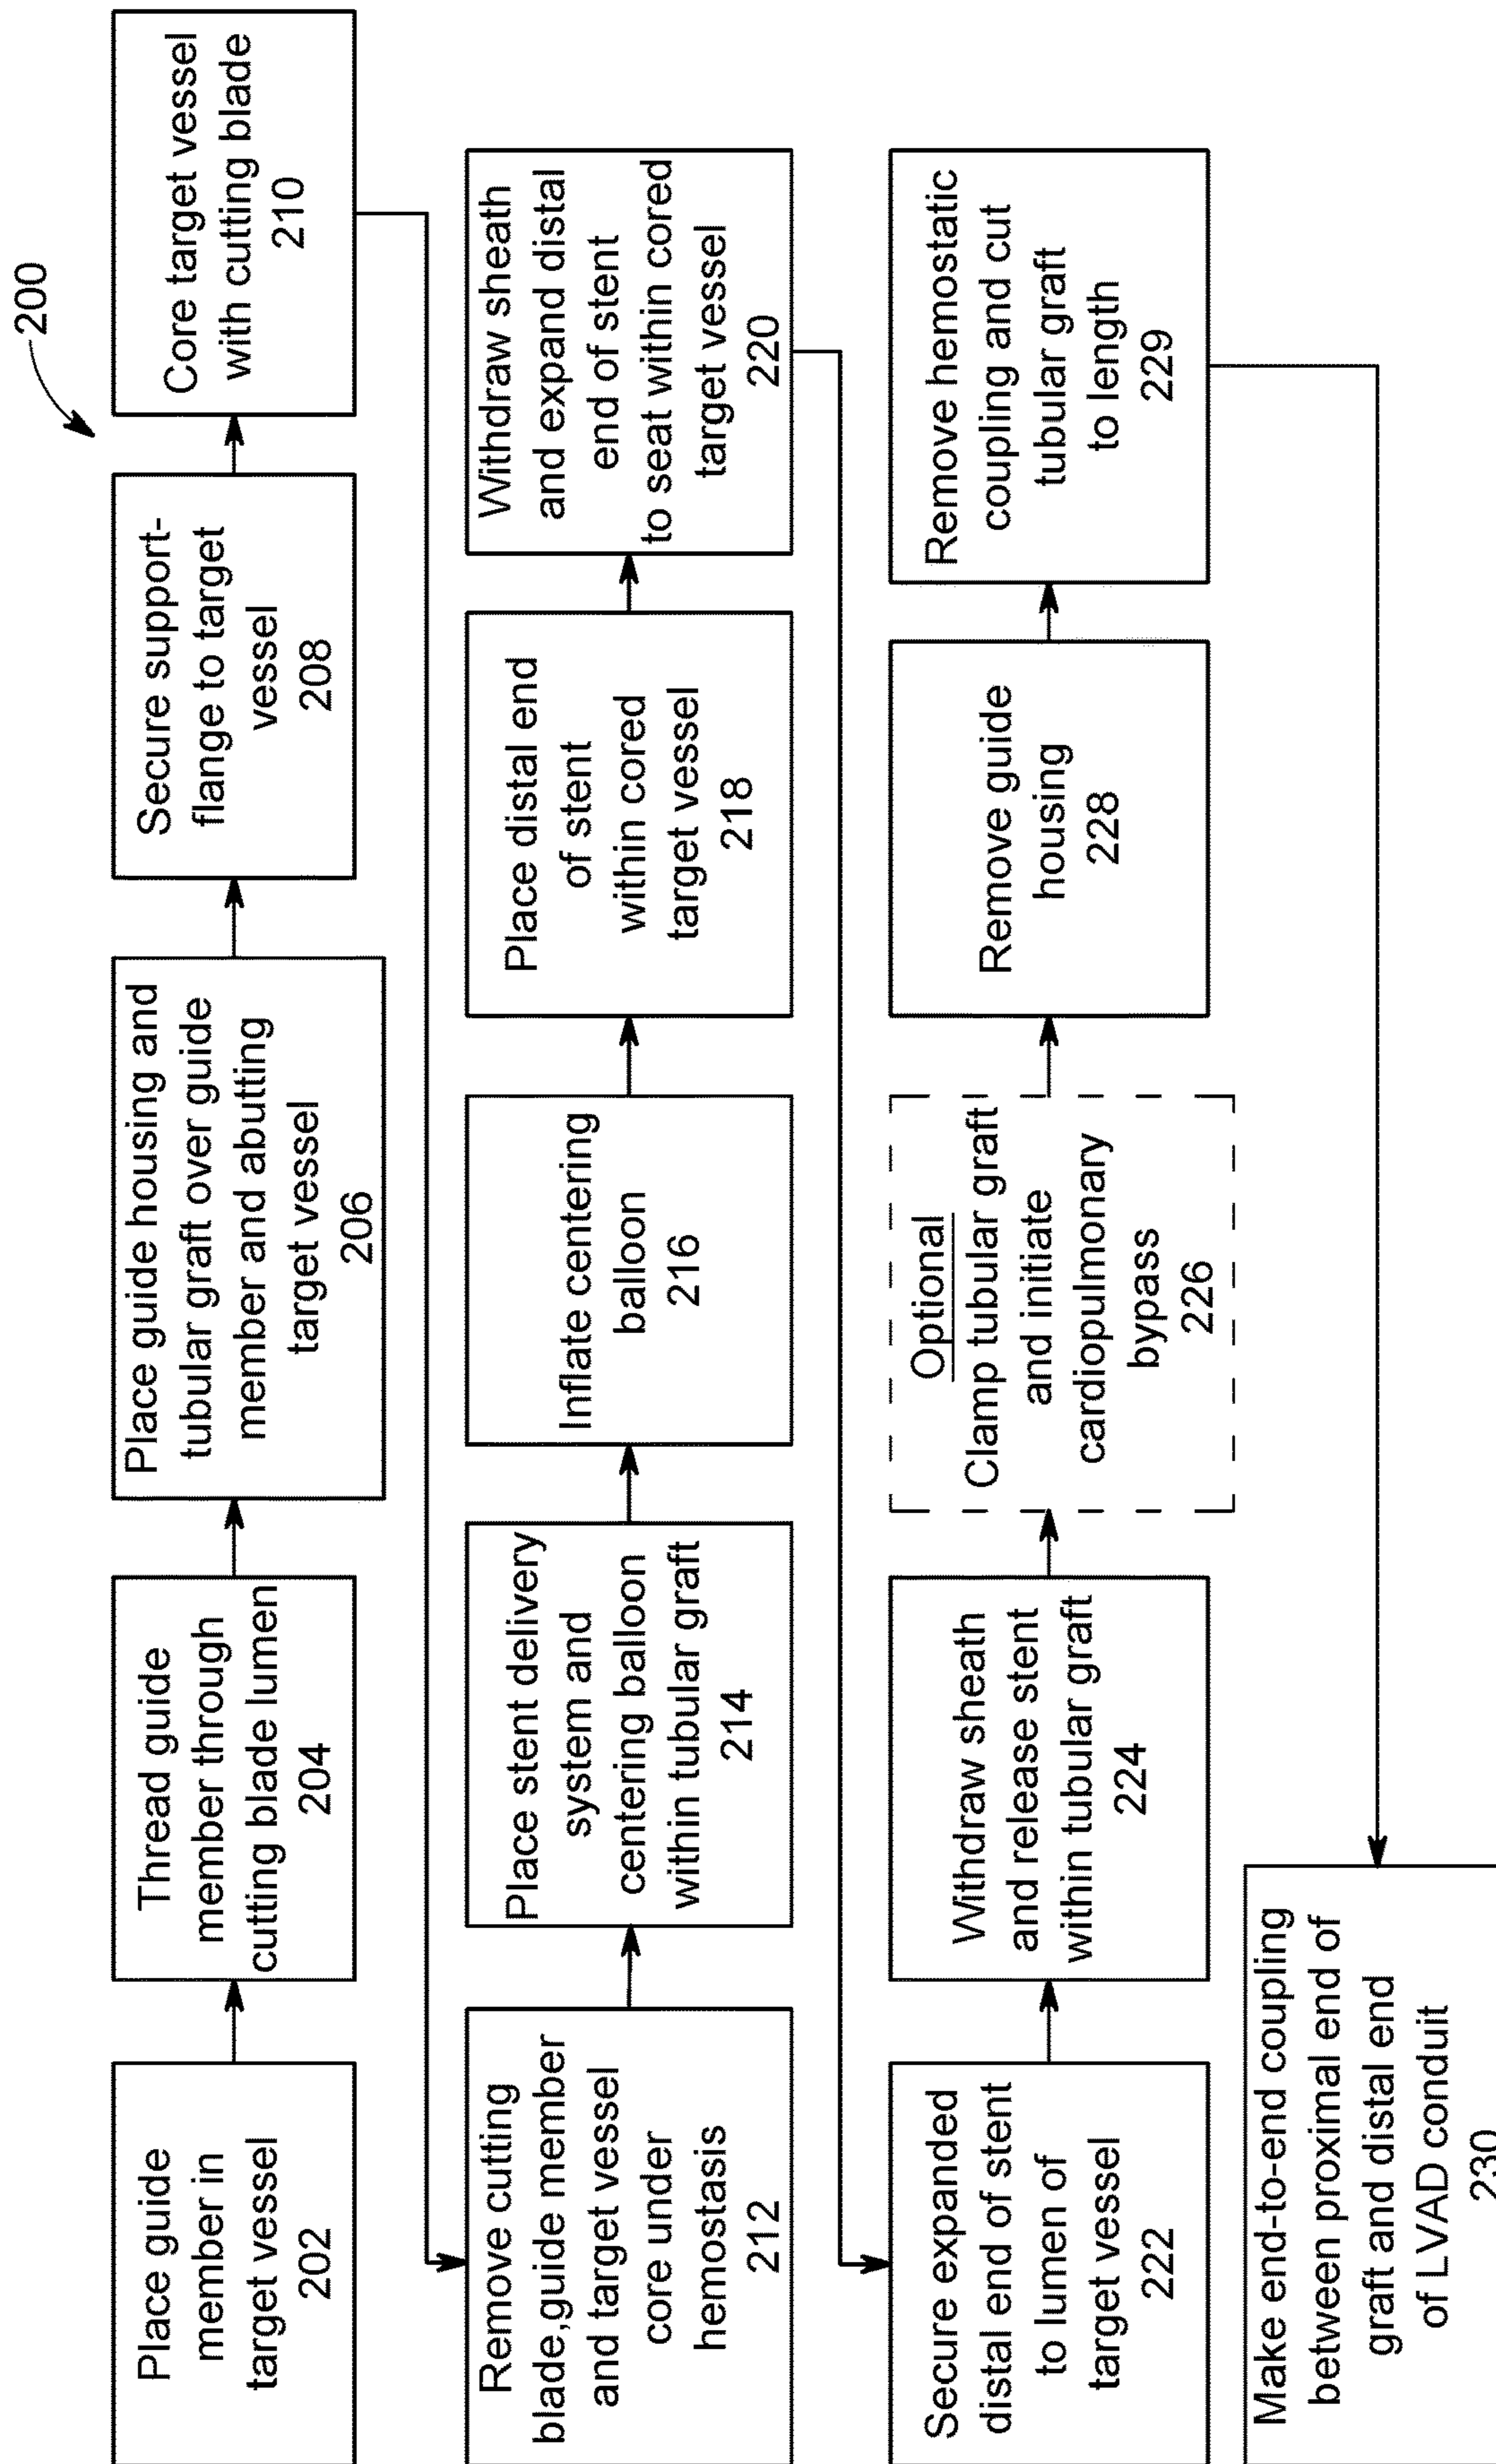 200
Place guide
member in
target vessel
202
Thread guide
member through
cutting blade lumen
204
Place guide housing and
tubular graft over guide
member and abutting
target vessel
206
Secure support-
flange to target
vessel
208
Core target vessel
with cutting blade
210
Remove cutting
blade,guide member
and target vessel
core under
hemostasis
212
Place stent delivery
system and
centering balloon
within tubular graft
214
Inflate centering
balloon
216
Place distal end
of stent
within cored
target vessel
218
Withdraw sheath
and expand distal
end of stent
to seat within cored
target vessel
220
Secure expanded
distal end of stent
to lumen of
target vessel
222
Withdraw sheath
and release stent
within tubular graft
224
Optional
Clamp tubular graft
and initiate
cardiopulmonary
bypass
226
Remove guide
housing
228
Remove hemostatic
coupling and cut
tubular graft
to length
229
Make end-to-end coupling
between proximal end of
graft and distal end
of LVAD conduit
230